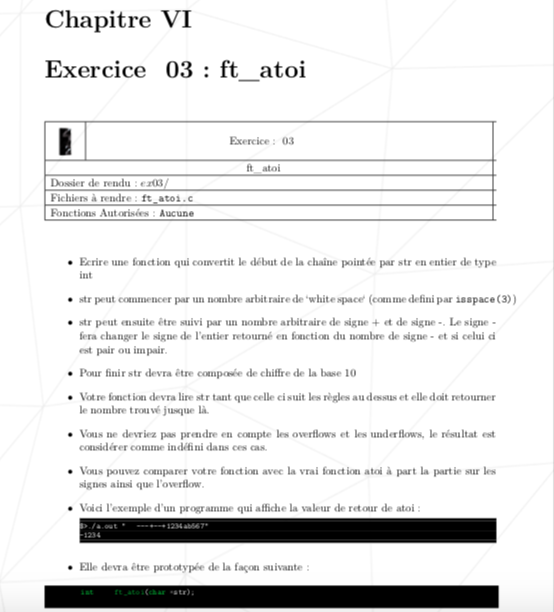 Chapitre VI
Exercice 03 : ft_atoi
Exercice : 03
ft_atoi
Dossier de rendu : ex03/
Fichiers à rendre : ft_atoi.c
Fonctions Autorisées : Aucune
• Ecrire une fonction qui convertit le début de la chaîne pointée par str en entier de type
int
• str peut commencer par un nombre arbitraire de 'white space' (comme defini par isspace(3))
• str peut ensuite être suivi par un nombre arbitraire de signe + et de signe -. Le signe -
fera changer le signe de l'entier retourné en fonction du nombre de signe - et si celui ci
est pair ou impair.
• Pour finir str devra être composée de chiffre de la base 10
• Votre fonction devra lire str tant que celle ci suit les règles au dessus et elle doit retourner
le nombre trouvé jusque là.
• Vous ne devriez pas prendre en compte les overflows et les underflows, le résultat est
considérer comme indéfini dans ces cas.
• Vous pouvez comparer votre fonction avec la vrai fonction atoi à part la partie sur les
signes ainsi que l'overflow.
• Voici l'exemple d'un programme qui affiche la valeur de retour de atoi :
$>./a.out " ---+--+1234ab567"
-1234
• Elle devra être prototypée de la façon suivante :
int ft_atoi(char *str);